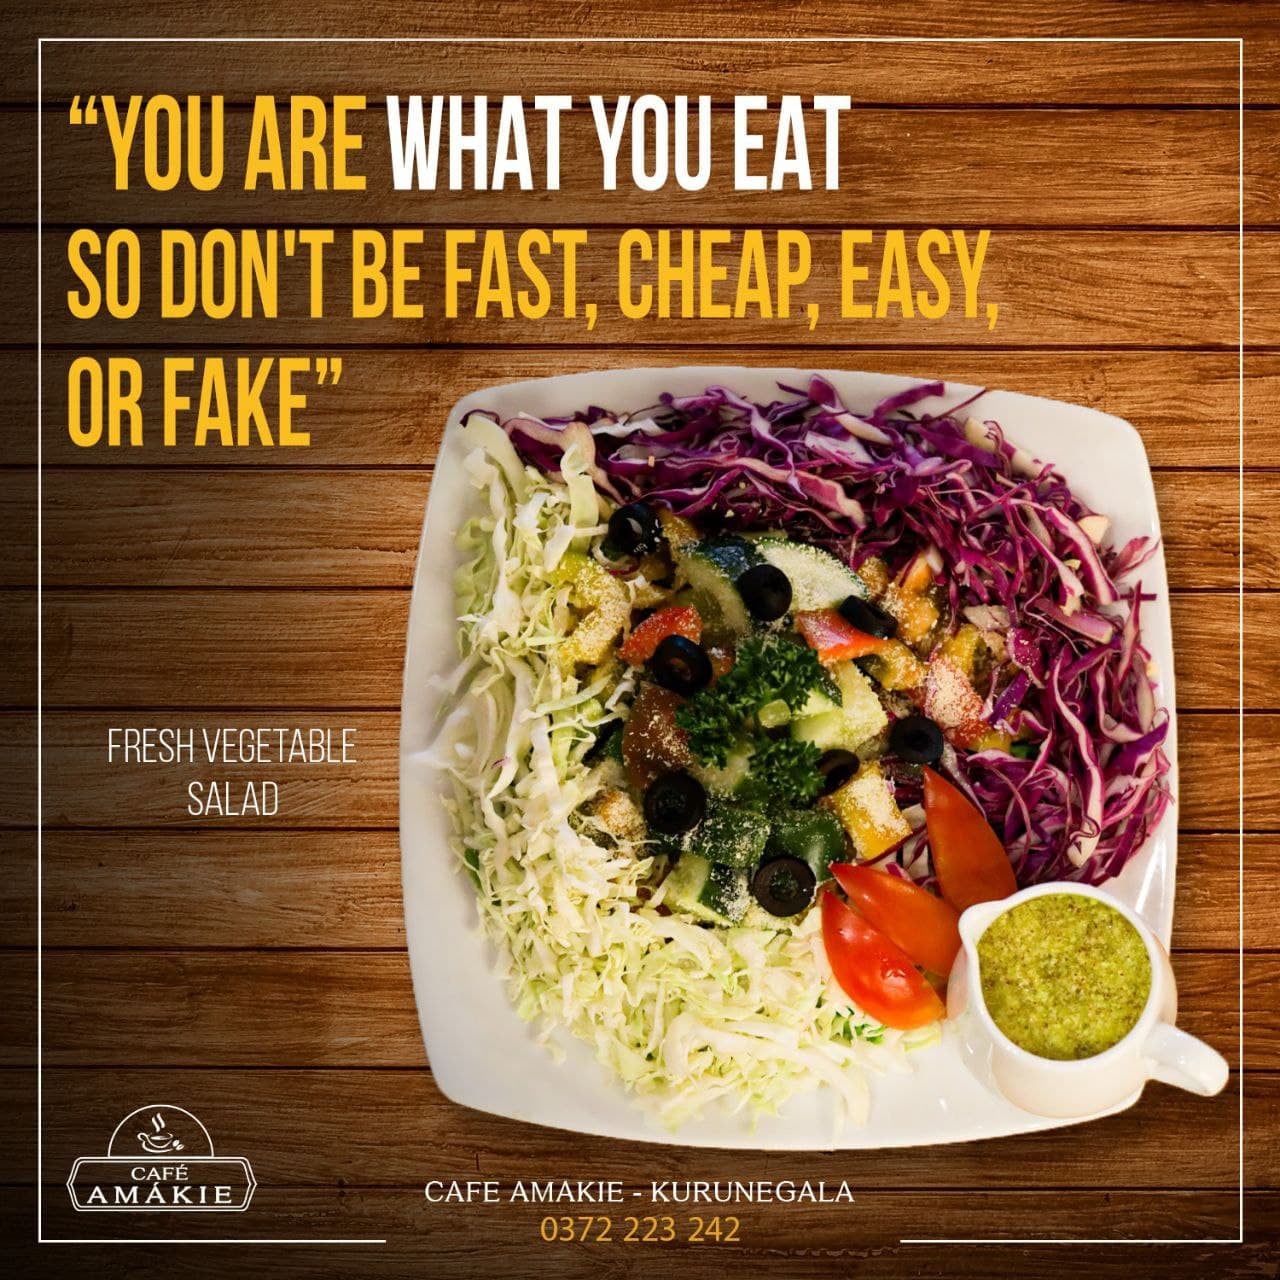 “YOU ARE WHAT YOU EAT
SO DON'T BE FAST, CHEAP, EASY,
OR FAKE”
FRESH VEGETABLE
SALAD
CAFÉ
AMÁKIE
CAFE AMAKIE - KURUNEGALA
0372 223 242